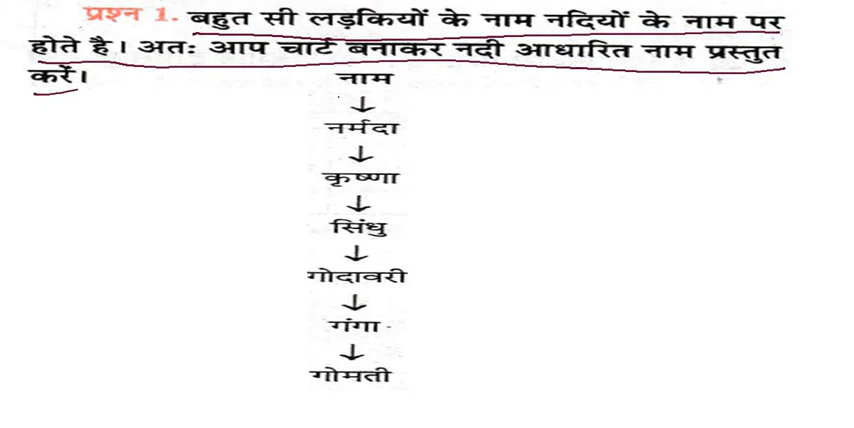 प्रश्न 1. बहुत सी लड़कियों के नाम नदियों के नाम पर
होते है। अतः आप चार्ट बनाकर नदी आधारित नाम प्रस्तुत
करें।
नाम
↓
नर्मदा
↓
कृष्णा
↓
सिंधु
↓
गोदावरी
↓
गंगा
↓
गोमती